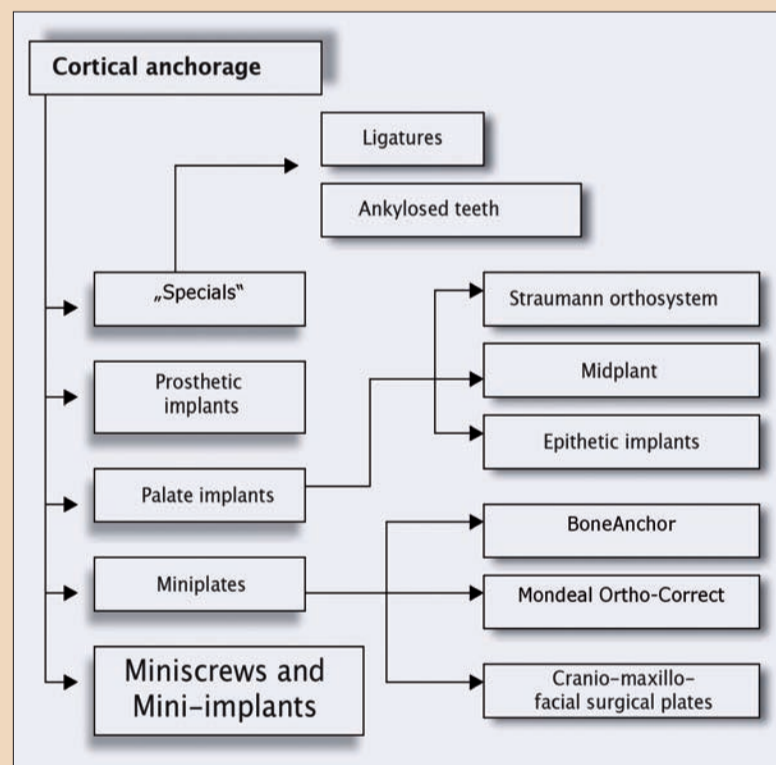 Cortical anchorage
Ligatures
Ankylosed teeth
„Specials“
Straumann orthosystem
Prosthetic
implants
Midplant
Epithetic implants
Palate implants
BoneAnchor
Miniplates
Mondeal Ortho-Correct
Miniscrews and
Mini-implants
Cranio-maxillo-
facial surgical plates